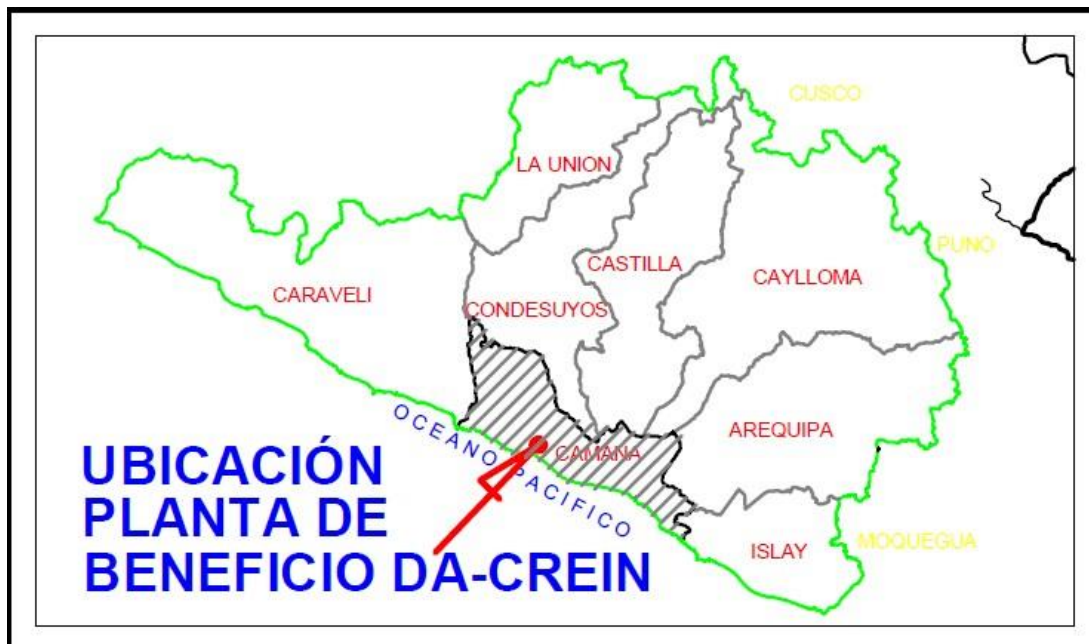 CUSCO
LA UNION
PUNO
CASTILLA
CAYLLOMA
CARAVELI
CONDESUYOS
OCEANO PACIFICO
AREQUIPA
CAMANA
UBICACIÓN
PLANTA DE
BENEFICIO DA-CREIN
MOQUEGUA
ISLAY